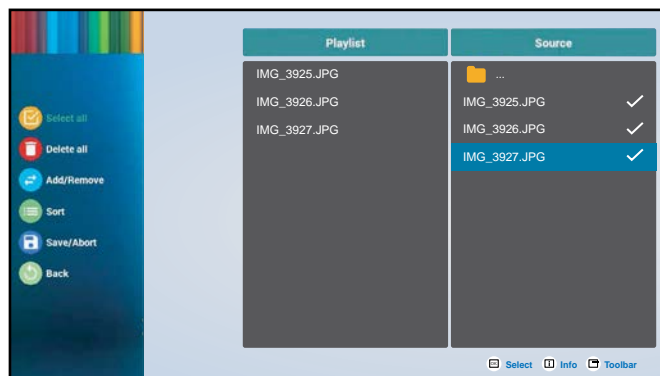 Select all
Delete all
Add/Remove
Sort
Save/Abort
Back
Playlist
IMG_3925.JPG
IMG_3926.JPG
IMG_3927.JPG
Source
...
IMG_3925.JPG
IMG_3926.JPG
IMG_3927.JPG
Select Info Toolbar